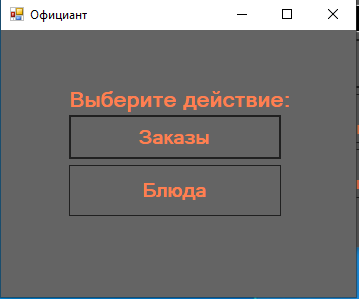 Официант
Выберите действие:
Заказы
Блюда